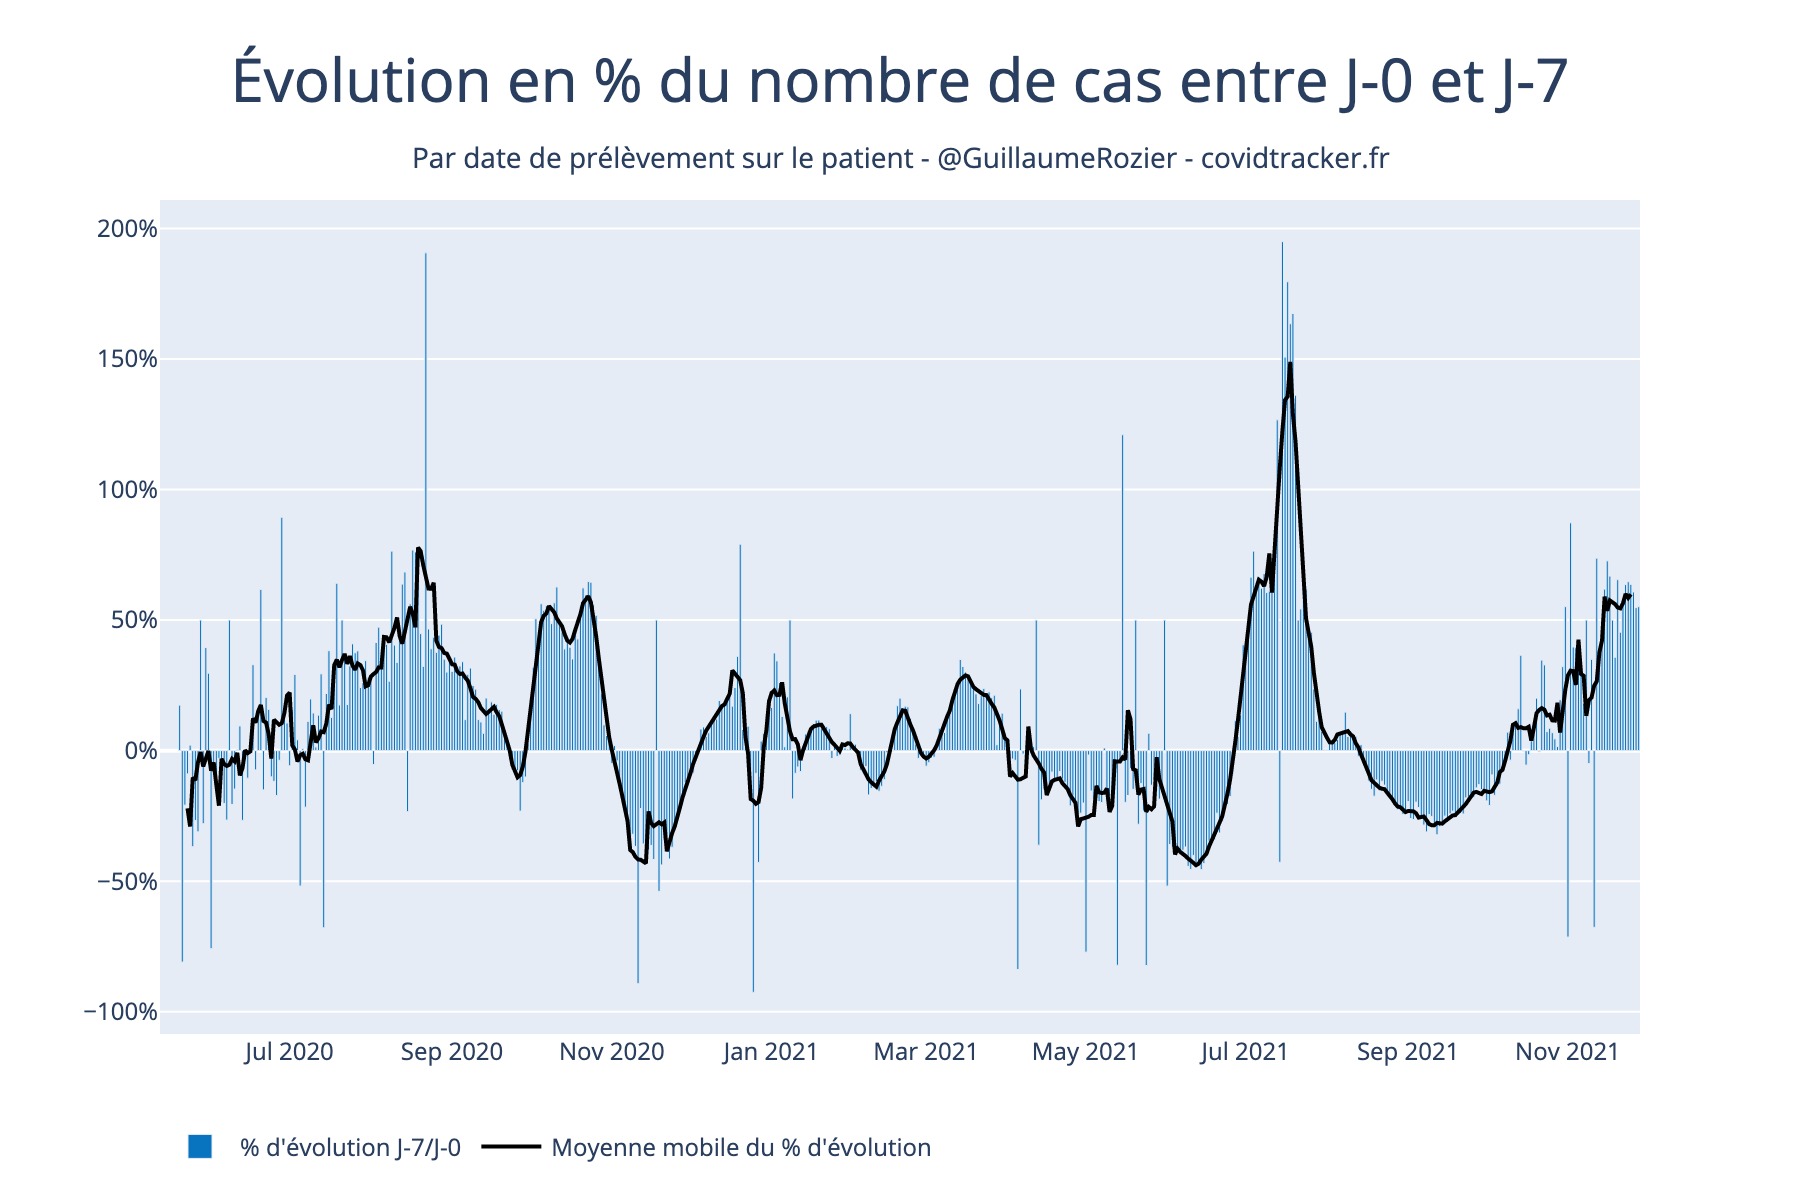 Évolution en % du nombre de cas entre J-0 et J-7
Par date de prélèvement sur le patient - @GuillaumeRozier - covidtracker.fr
200%
150%
100%
50%
0%
−50%
−100%
Jul 2020 Sep 2020 Nov 2020 Jan 2021 Mar 2021 May 2021 Jul 2021 Sep 2021 Nov 2021
% d'évolution J-7/J-0 Moyenne mobile du % d'évolution